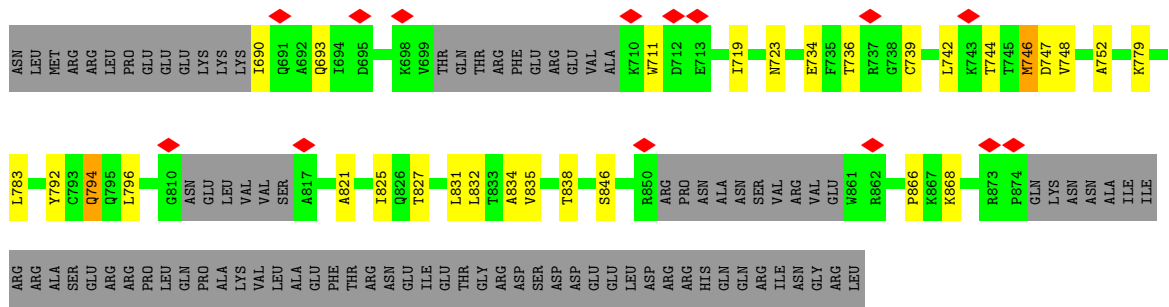 ASN LEU MET ARG ARG LEU PRO GLU GLU GLU LYS LYS LYS I690 Q691 A692 Q693 I694 D695 K698 V699 THR GLN THR ARG PHE GLU ARG GLU VAL ALA K710 W711 D712 E713 I719 N723 E734 F735 T736 R737 G738 C739 L742 K743 T744 T745 M746 D747 V748 A752 K779
L783 Y792 C793 Q794 Q795 L796 G810 ASN GLU LEU VAL VAL SER A817 A821 I825 Q826 T827 L831 L832 T833 A834 V835 T838 S846 R850 ARG PRO ASN ALA ASN SER VAL ARG VAL GLU W861 R862 P866 K867 K868 R873 P874 GLN LYS ASN ASN ALA ILE ILE
ARG ARG ALA SER GLU ARG ARG PRO LEU GLN PRO ALA LYS VAL LEU ALA GLU PHE THR ARG ASN GLU ILE GLU THR GLY ARG ASP SER ASP ASP GLU GLU LEU ASP ARG ARG HIS GLN GLN ARG ILE ASN GLY ARG LEU